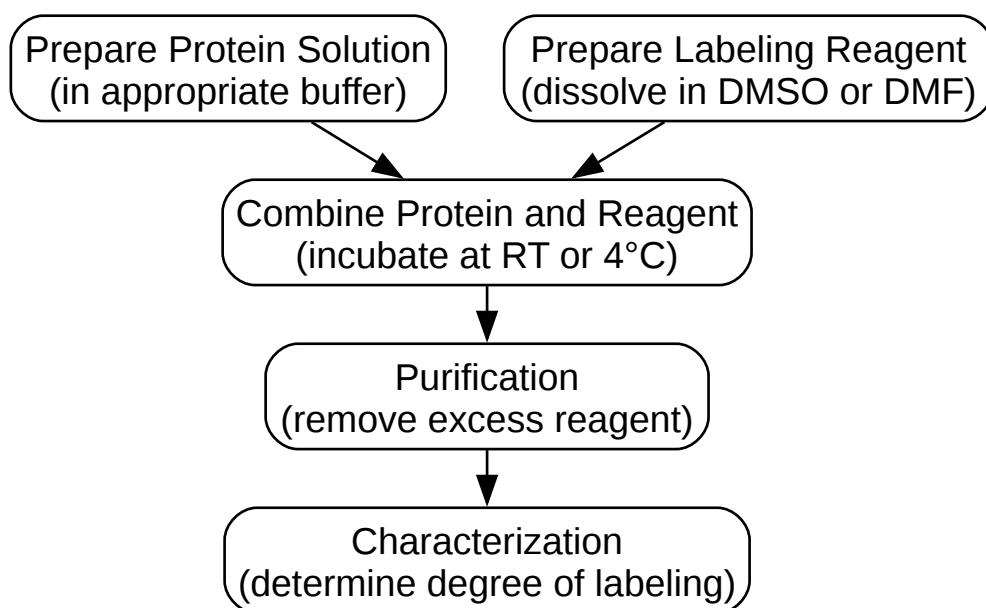 Prepare Protein Solution
(in appropriate buffer)
Prepare Labeling Reagent
(dissolve in DMSO or DMF)
Combine Protein and Reagent
(incubate at RT or 4°C)
Purification
(remove excess reagent)
Characterization
(determine degree of labeling)